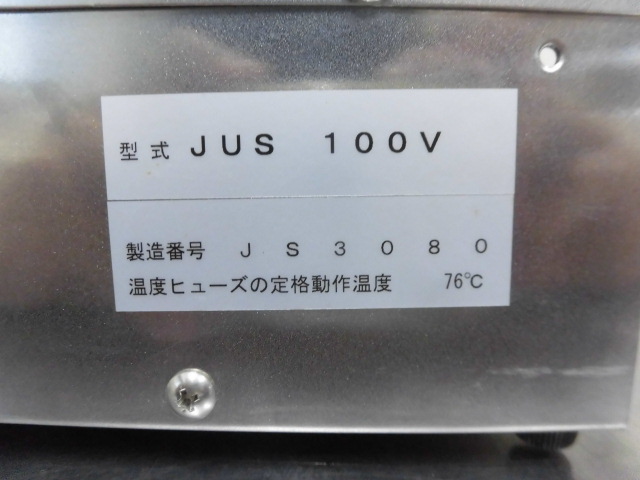 型式 JUS 100V
製造番号 JS3080
温度ヒューズの定格動作温度 76℃